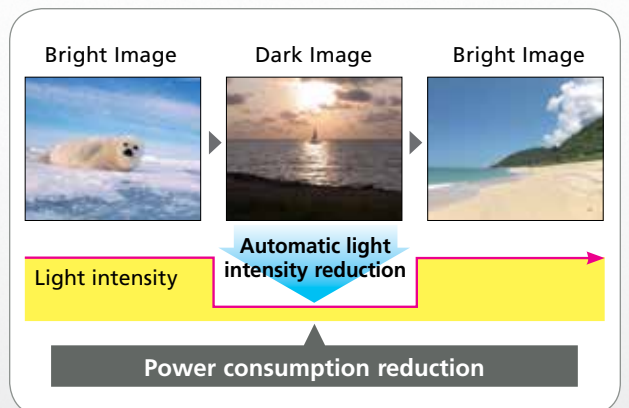 Bright Image
Dark Image
Bright Image
Automatic light
intensity reduction
Light intensity
Power consumption reduction